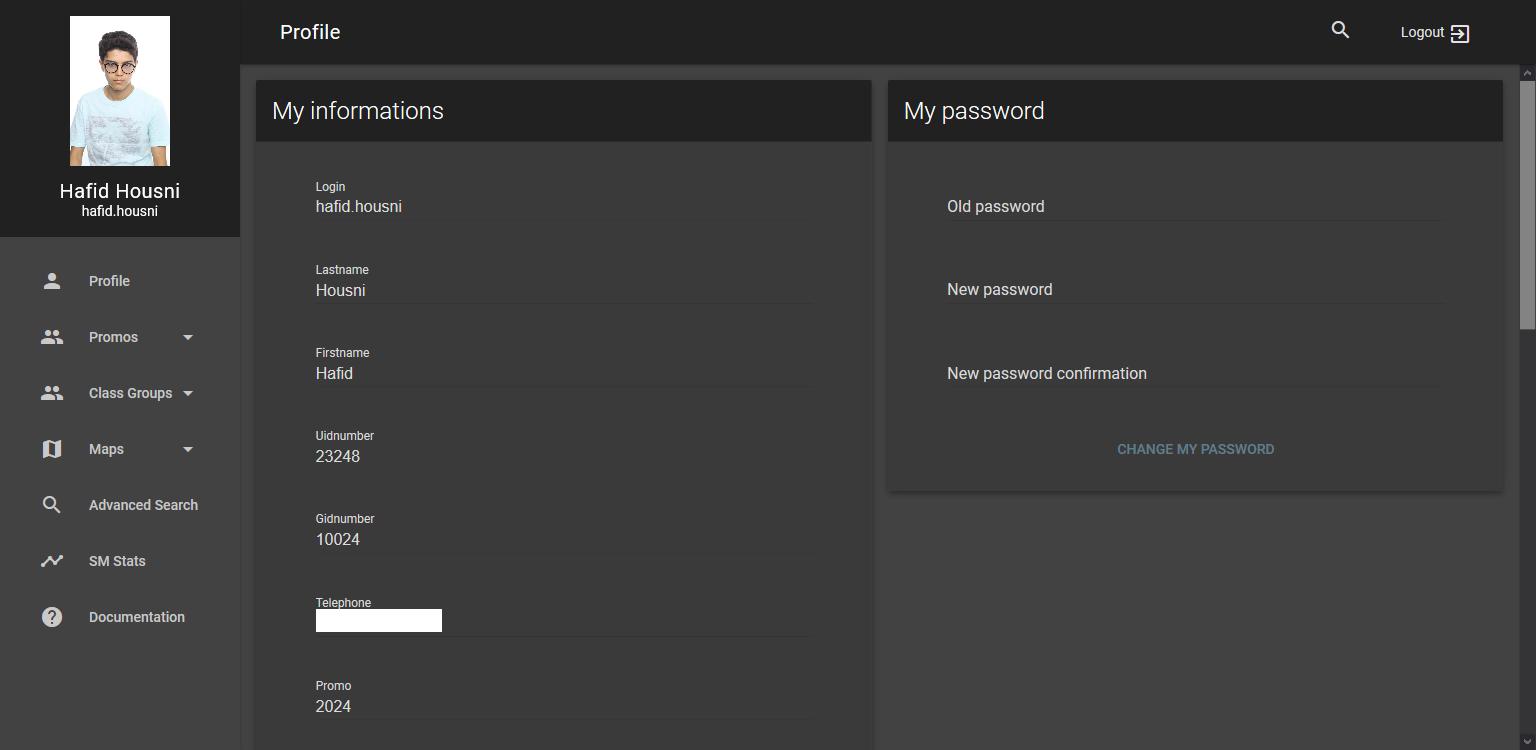 Hafid Housni
hafid.housni
Profile
Promos
Class Groups
Maps
Advanced Search
SM Stats
Documentation
Profile
Logout
My informations
Login
hafid.housni
Lastname
Housni
Firstname
Hafid
Uidnumber
23248
Gidnumber
10024
Telephone
Promo
2024
My password
Old password
New password
New password confirmation
CHANGE MY PASSWORD